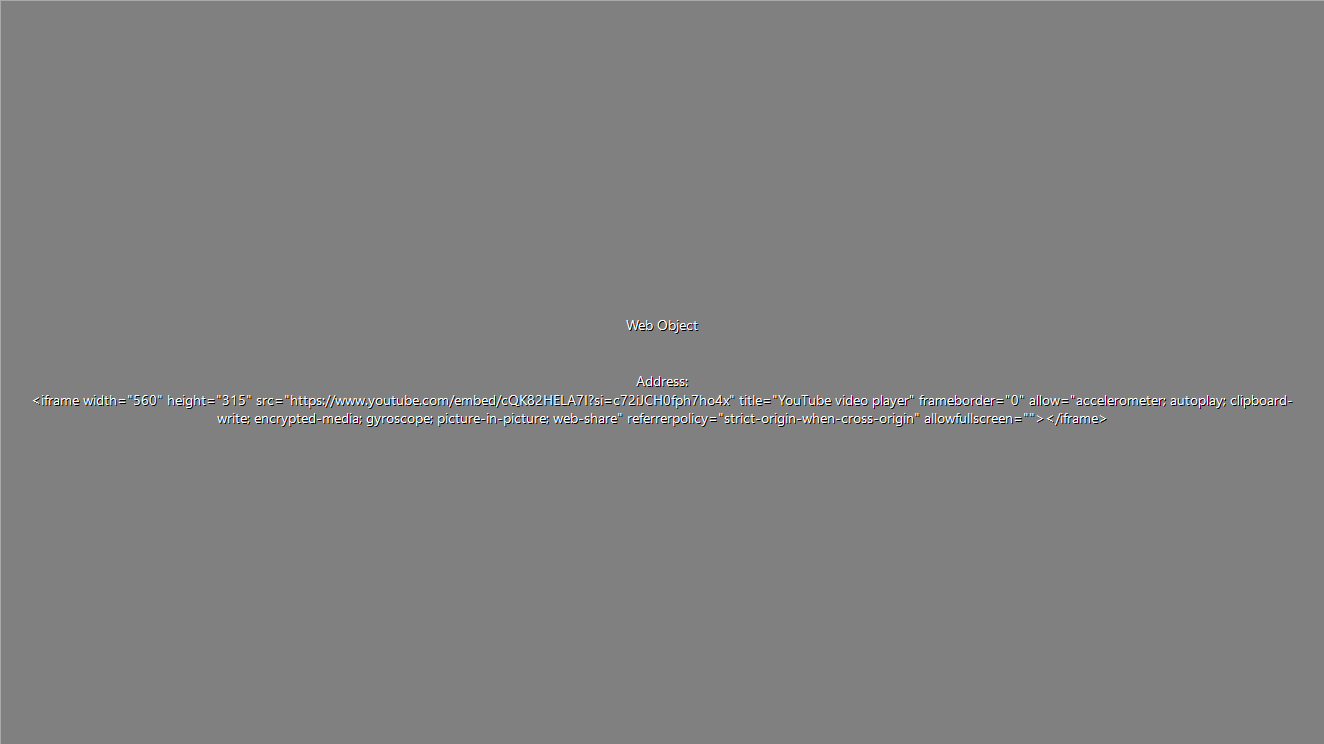 Web Object
Address:
<iframe width="560" height="315" src="https://www.youtube.com/embed/cQK82HELA7I?si=c72iJCH0fph7ho4x" title="YouTube video player" frameborder="0" allow="accelerometer; autoplay; clipboard-
write; encrypted-media; gyroscope; picture-in-picture; web-share" referrerpolicy="strict-origin-when-cross-origin" allowfullscreen=""></iframe>